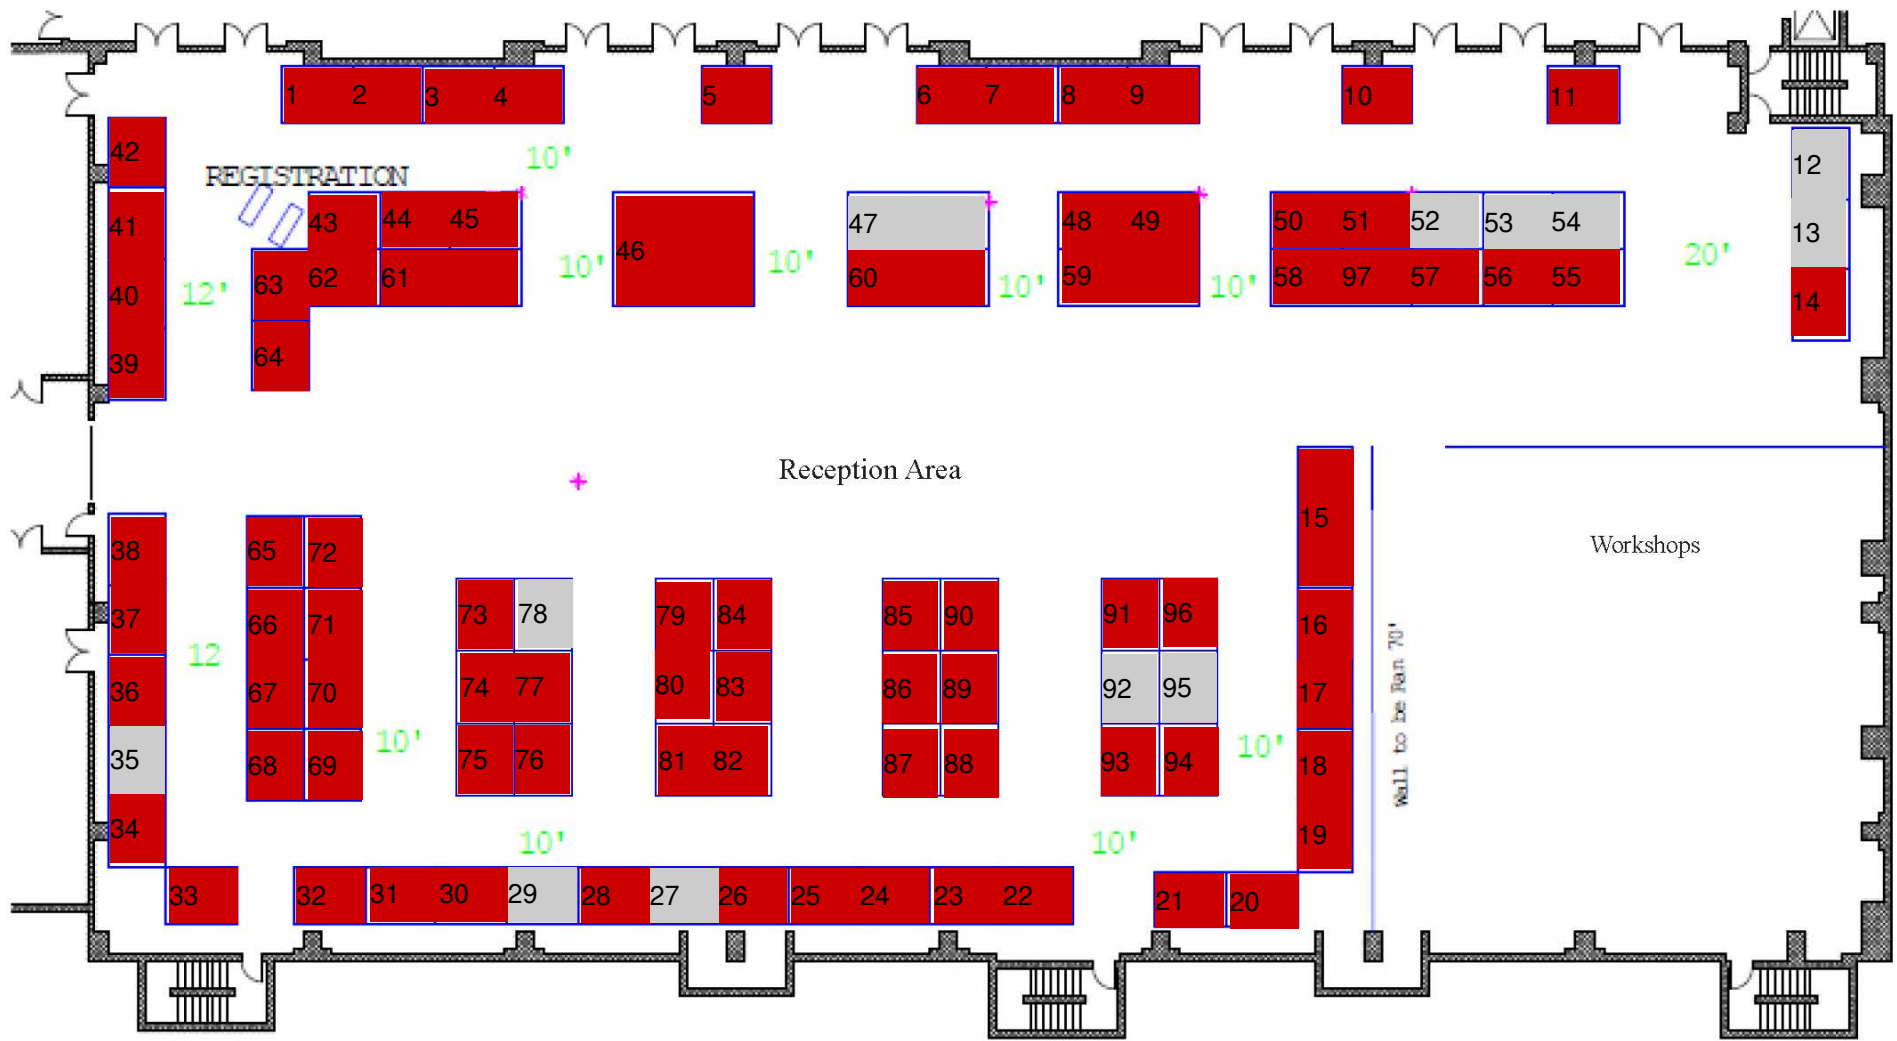 1 2 3 4 5 6 7 8 9 10 11
42 12
REGISTRATION 10'
41 43 44 45 46 47 48 49 50 51 52 53 54 13
40 12' 63 62 61 10' 10' 60 10' 59 10' 58 97 57 56 55 20' 14
39 64
Reception Area
15 Workshops
38 65 72
37 66 71 73 78 79 84 85 90 91 96 16
12
36 67 70 74 77 80 83 86 89 92 95 17
Wall to be Ran 70'
35 68 69 10' 75 76 81 82 87 88 93 94 10' 18
34 10' 10' 19
33 32 31 30 29 28 27 26 25 24 23 22 21 20